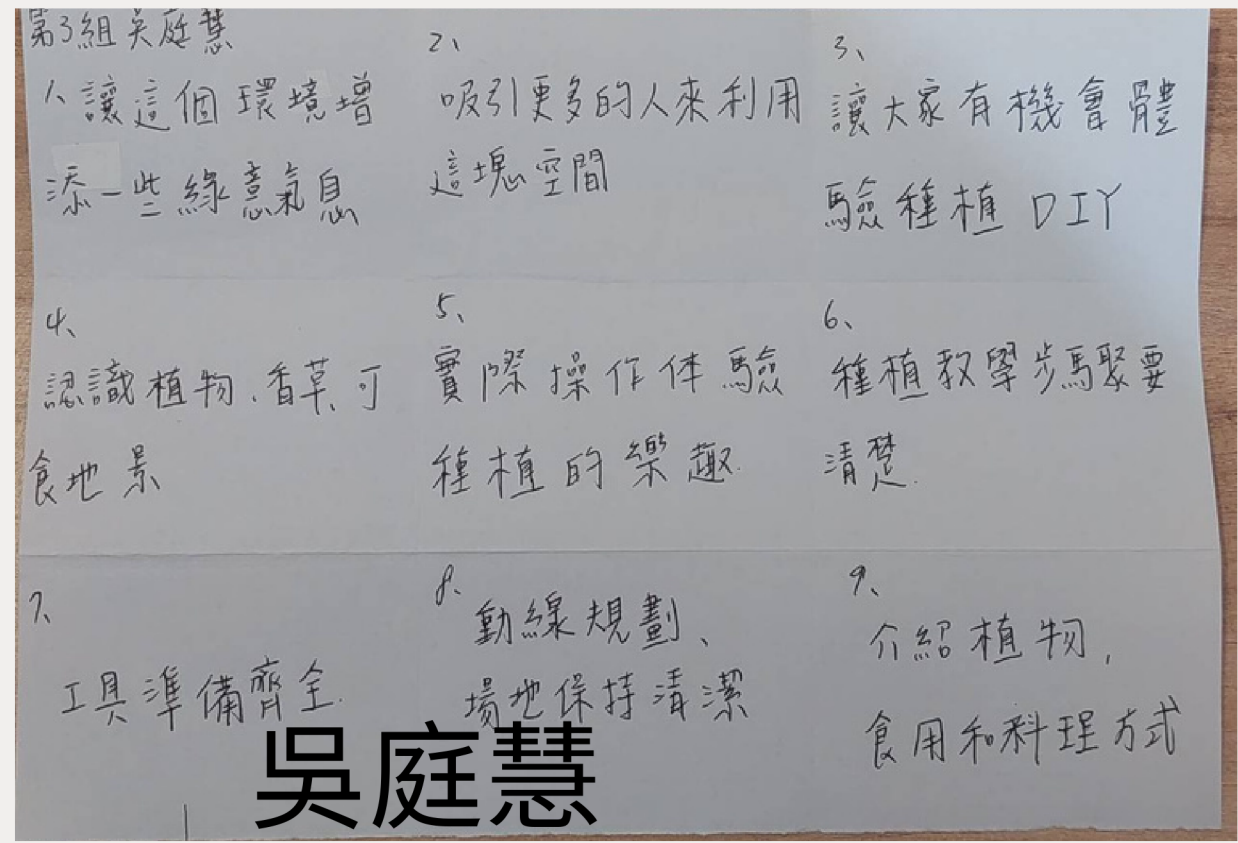 第3組吳庭慧
1、讓這個環境增
添一些綠意氣息
2、
吸引更多的人來利用
這塊空間
3、
讓大家有機會體
驗種植DIY
4、
認識植物、香草、可
食地景
5、
實際操作体驗
種植的樂趣.
6、
種植教學步驟要
清楚.
7、
工具準備齊全.
8、
動線規劃、
場地保持清潔
9、
介紹植物,
食用和料理方式
吳庭慧